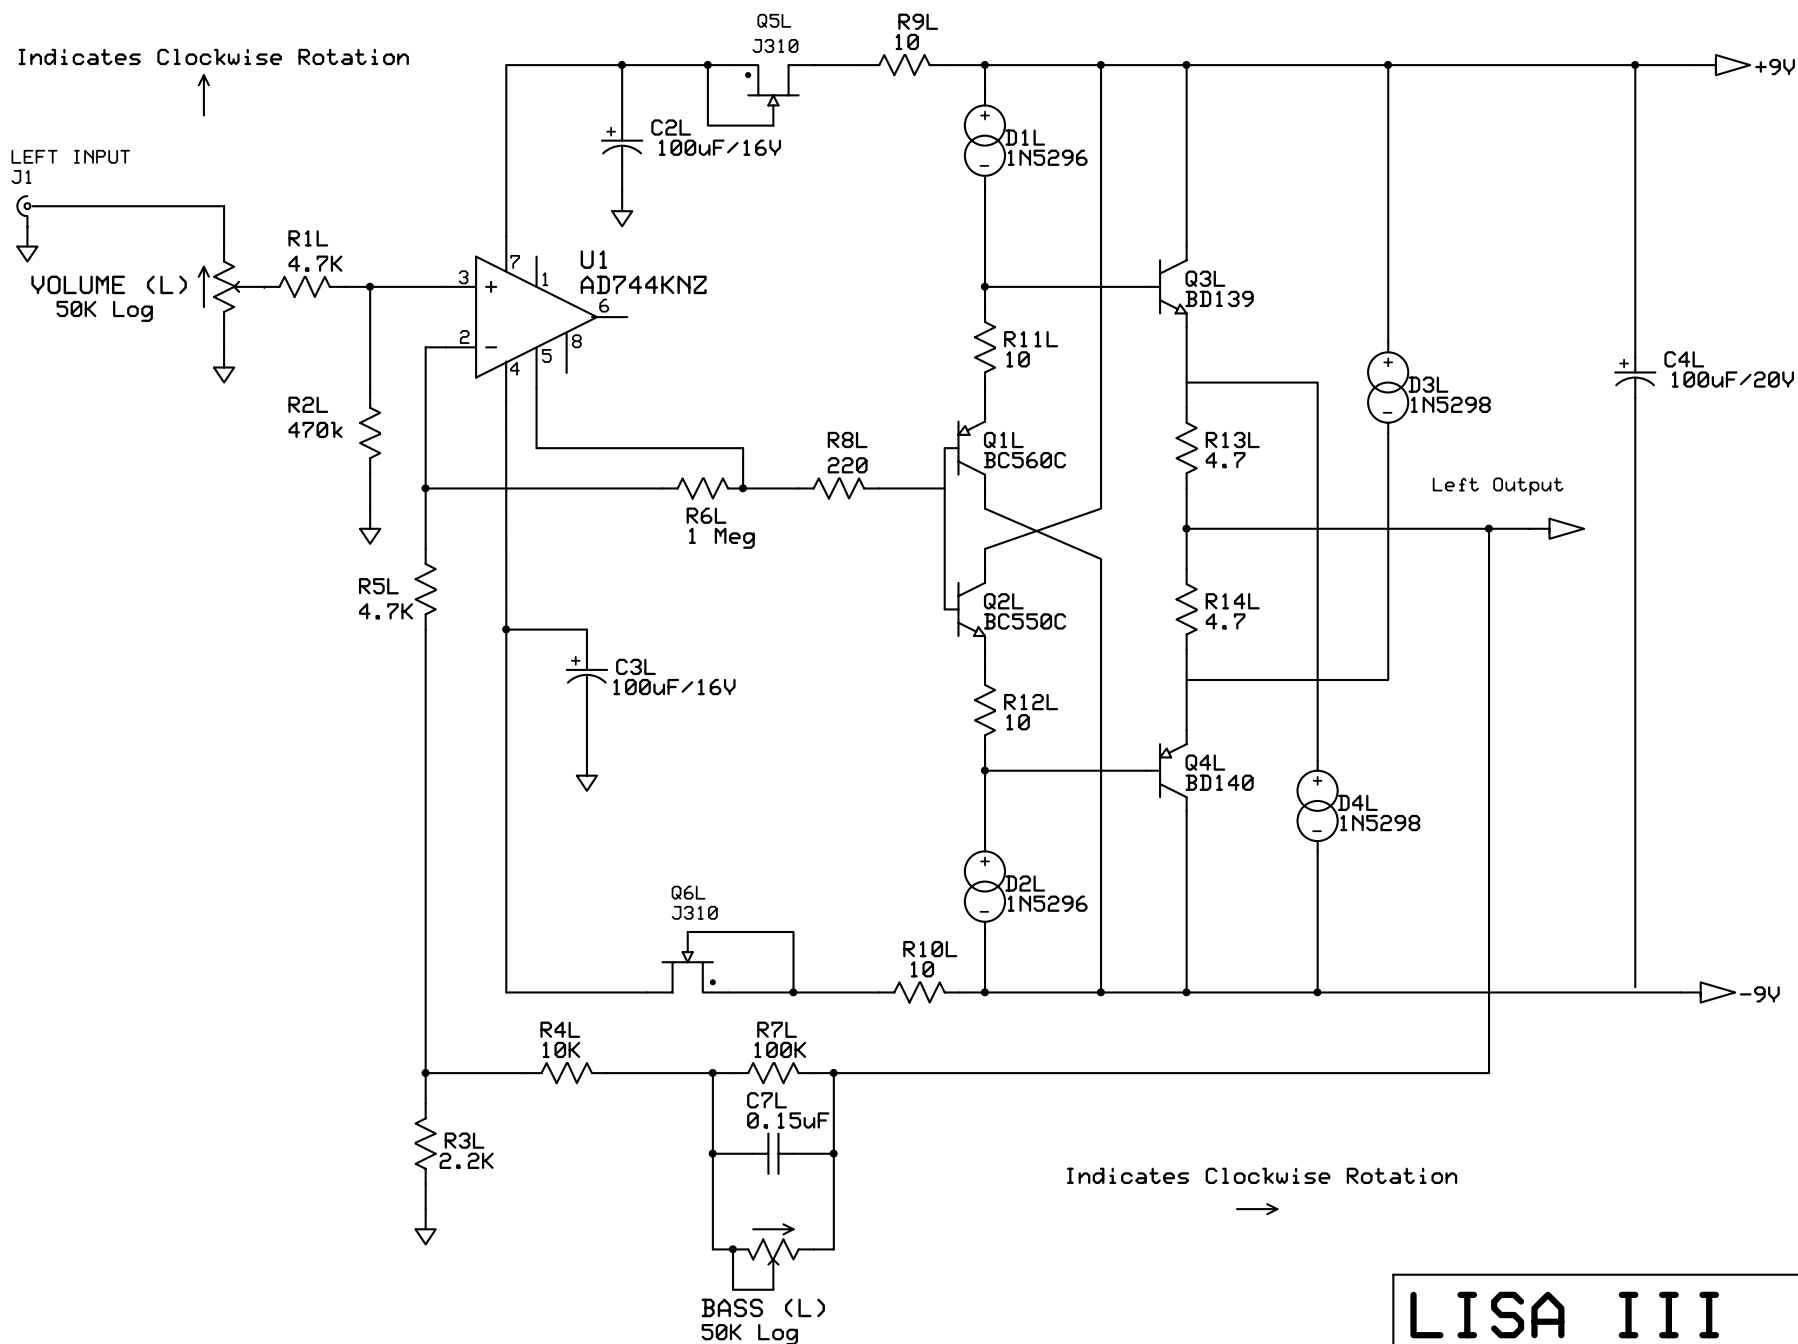 Indicates Clockwise Rotation
LEFT INPUT
J1
VOLUME (L)
50K Log
R1L
4.7K
R2L
470k
3
+
2
-
7
1
6
8
5
4
U1
AD744KNZ
+
C2L
100uF/16V
Q5L
J310
R9L
10
+9V
+
-
D1L
1N5296
R11L
10
Q1L
BC560C
Q3L
BD139
R13L
4.7
+
-
D3L
1N5298
+
C4L
100uF/20V
Left Output
R8L
220
R6L
1 Meg
R5L
4.7K
+
C3L
100uF/16V
Q2L
BC550C
R14L
4.7
R12L
10
Q4L
BD140
+
-
D4L
1N5298
+
-
D2L
1N5296
Q6L
J310
R10L
10
-9V
R4L
10K
R7L
100K
C7L
0.15uF
R3L
2.2K
BASS (L)
50K Log
Indicates Clockwise Rotation
LISA III